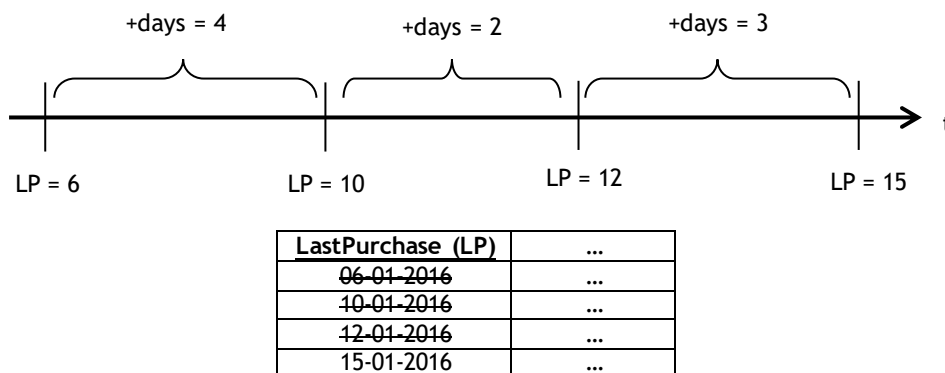 +days = 4 +days = 2 +days = 3
LP = 6 LP = 10 LP = 12 LP = 15
LastPurchase (LP) ...
06-01-2016 ...
10-01-2016 ...
12-01-2016 ...
15-01-2016 ...